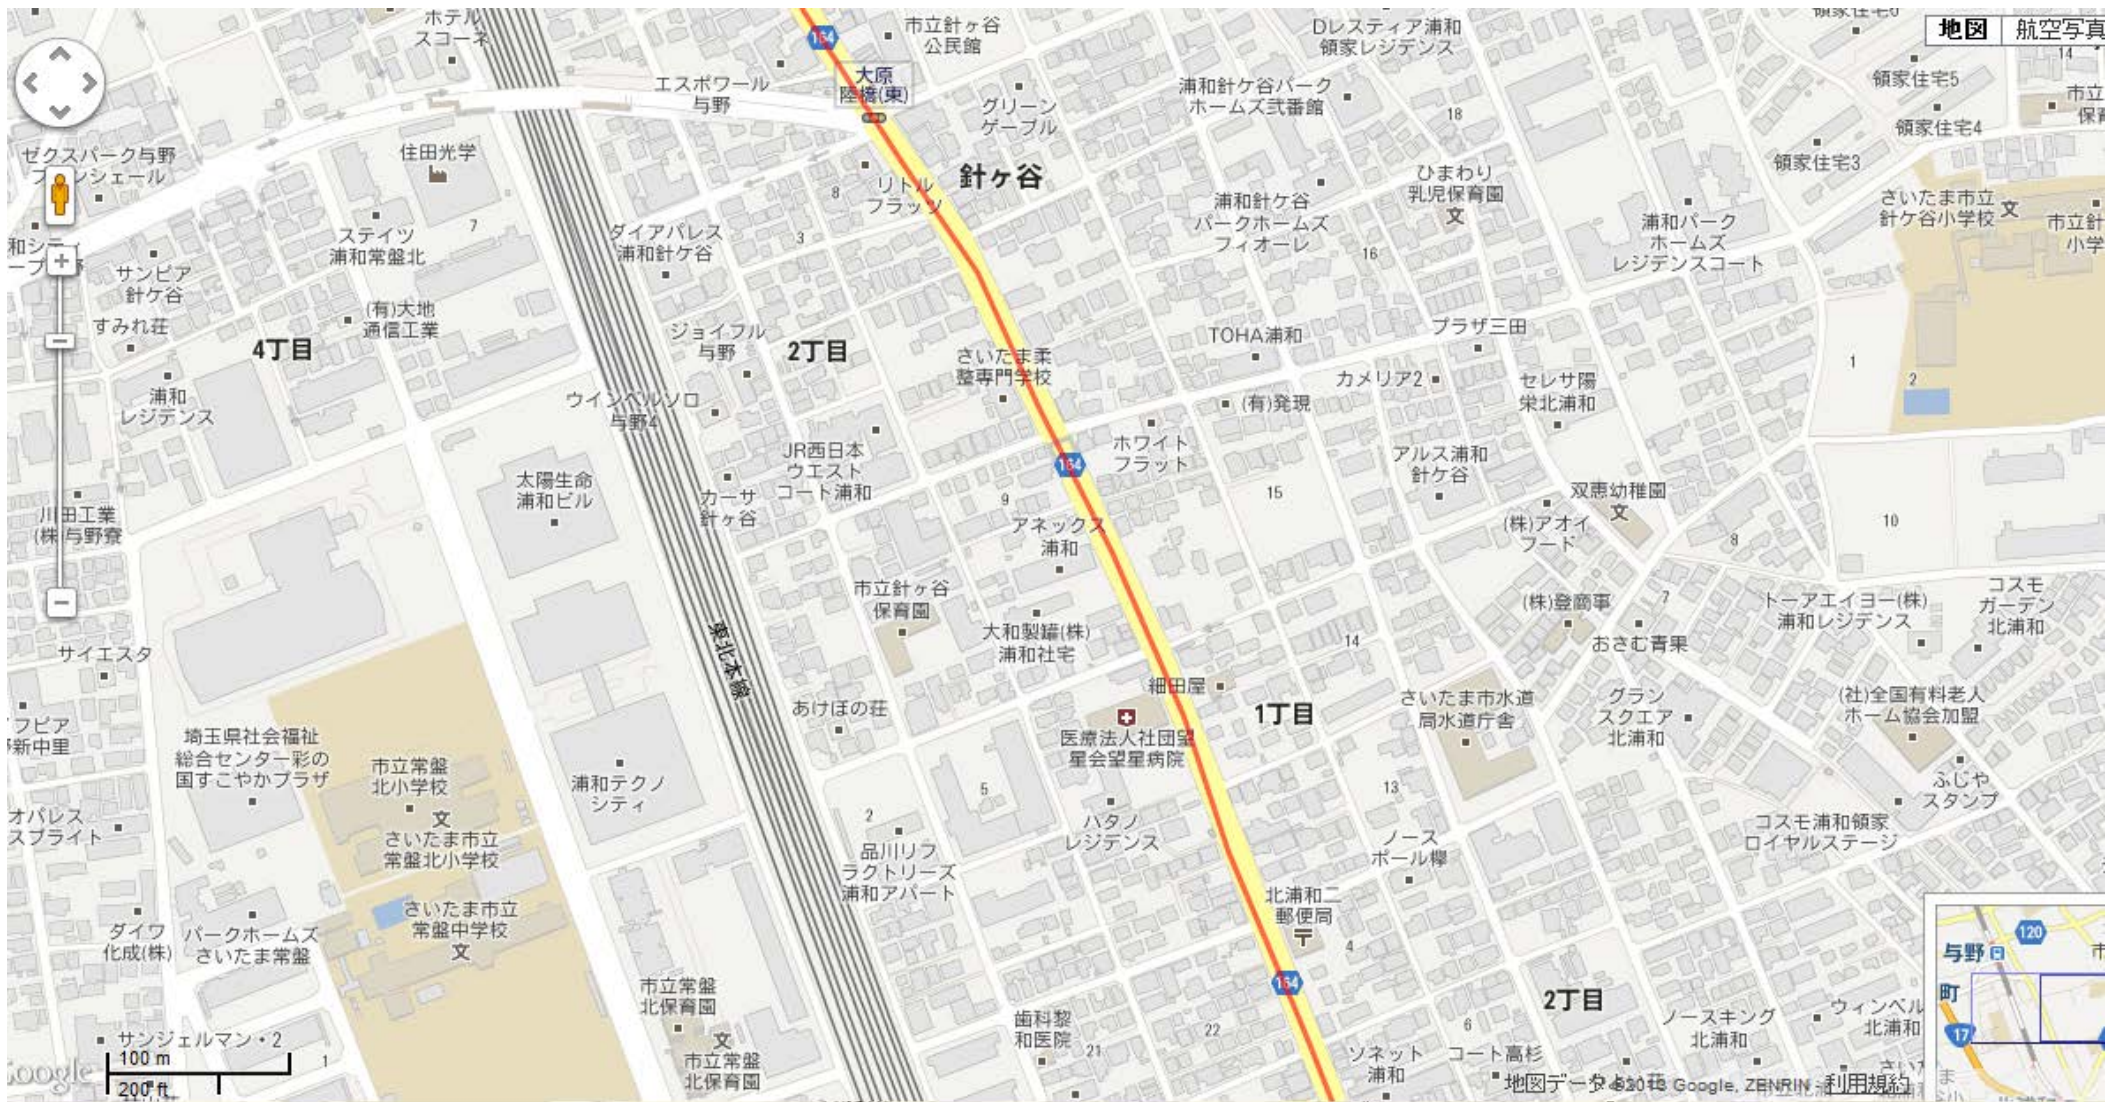 ホテル
スコーネ
164
市立針ヶ谷
公民館
Dレスティア浦和
領家レジデンス
地図
航空写真
14
大原
陸橋(東)
エスポワール
与野
グリーン
ゲーブル
浦和針ケ谷パーク
ホームズ弐番館
18
領家住宅5
市立
領家住宅4
領家住宅3
ゼクスパーク与野
住田光学
針ヶ谷
リトル
フラッツ
8
ひまわり
乳児保育園
文
さいたま市立
針ケ谷小学校
文
市立針
小学
7
ステイツ
浦和常盤北
ダイアパレス
浦和針ケ谷
3
浦和針ケ谷
パークホームズ
フィオーレ
16
浦和パーク
ホームズ
レジデンスコート
サンピア
針ケ谷
すみれ荘
(有)大地
通信工業
4丁目
ジョイフル
与野
2丁目
さいたま柔
整専門学校
TOHA浦和
プラザ三田
1
2
浦和
レジデンス
ウインベルソロ
与野4
カメリア2
(有)発現
セレサ陽
栄北浦和
太陽生命
浦和ビル
JR西日本
ウエスト
コート浦和
カーサ
針ヶ谷
164
ホワイト
フラット
アルス浦和
針ケ谷
9
15
双恵幼稚園
文
10
川田工業
(株)与野寮
アネックス
浦和
(株)アオイ
フード
8
市立針ヶ谷
保育園
大和製罐(株)
浦和社宅
14
(株)登商事
7
おさむ青果
トーアエイヨー(株)
浦和レジデンス
コスモ
ガーデン
北浦和
サイエスタ
東北本線
あけぼの荘
細田屋
1丁目
さいたま市水道
局水道庁舎
グラン
スクエア
北浦和
(社)全国有料老人
ホーム協会加盟
埼玉県社会福祉
総合センター彩の
国すこやかプラザ
市立常盤
北小学校
文
さいたま市立
常盤北小学校
浦和テクノ
シティ
医療法人社団望
星会望星病院
5
2
13
ハタノ
レジデンス
ふじや
スタンプ
コスモ浦和領家
ロイヤルステージ
品川リフ
ラクトリーズ
浦和アパート
ノース
ポール欅
オパレス
スブライト
ダイワ
化成(株)
パークホームズ
さいたま常盤
さいたま市立
常盤中学校
文
北浦和二
郵便局
〒
4
164
2丁目
市立常盤
北保育園
文
市立常盤
北保育園
歯科黎
和医院
21
22
6
ソネット
浦和
コート高杉
ノースキング
北浦和
ウィンベル
北浦和
サンジェルマン・2
1
100 m
200 ft
Google
地図データ ©2013 Google, ZENRIN - 利用規約
120
与野
町
17